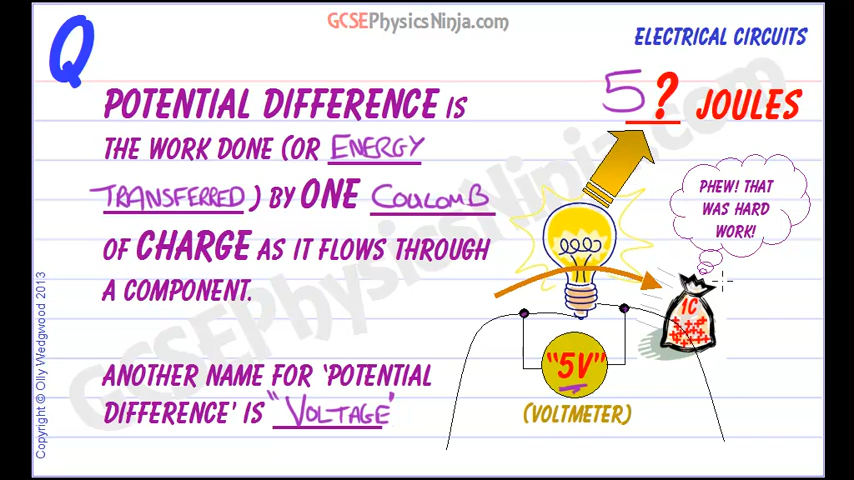 GCSEPhysicsNinja.com
Q
ELECTRICAL CIRCUITS
POTENTIAL DIFFERENCE IS
THE WORK DONE (OR ENERGY
TRANSFERRED) BY ONE COULOMB
OF CHARGE AS IT FLOWS THROUGH
A COMPONENT.
ANOTHER NAME FOR 'POTENTIAL
DIFFERENCE' IS "VOLTAGE'
5 ? JOULES
PHEW! THAT
WAS HARD
WORK!
1C
"5V"
(VOLTMETER)
Copyright © Olly Wedgwood 2013
GCSEPhysicsNinja.com